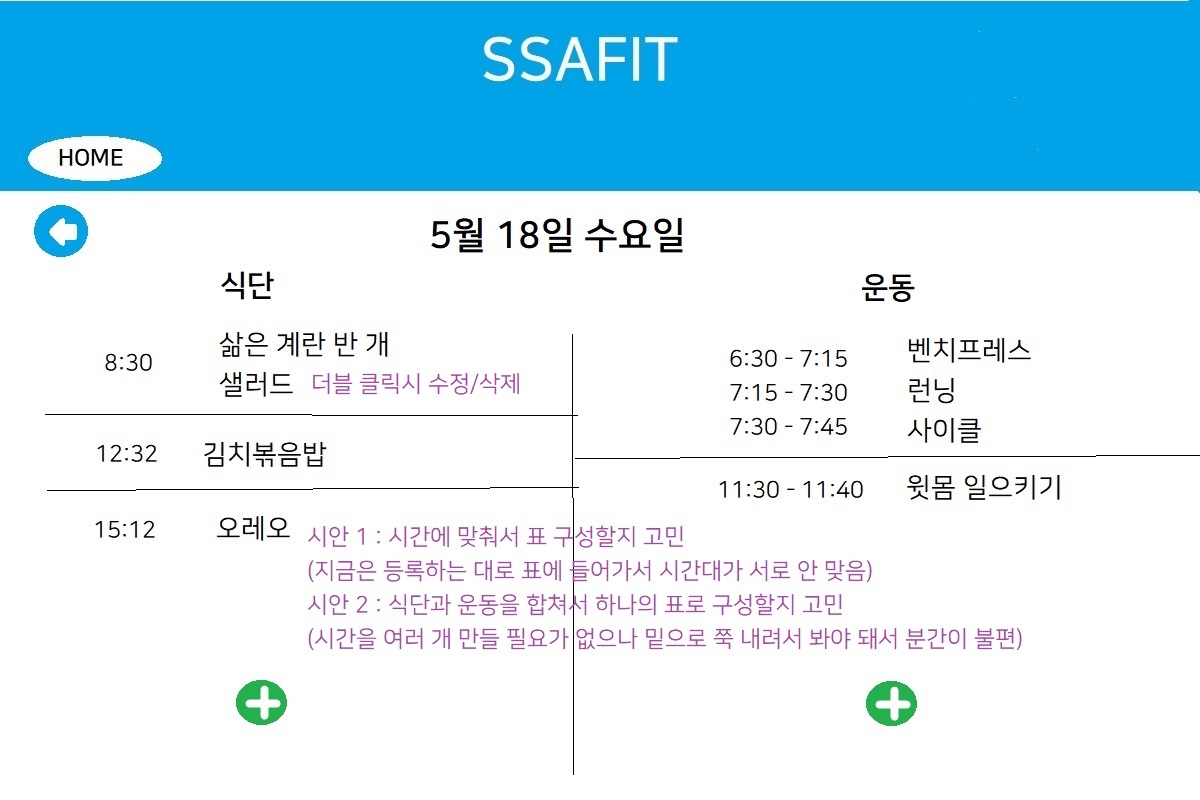 SSAFIT
HOME
5월 18일 수요일
식단
8:30
삶은 계란 반 개
샐러드 더블 클릭시 수정/삭제
12:32 김치볶음밥
15:12 오레오
운동
6:30 - 7:15 벤치프레스
7:15 - 7:30 런닝
7:30 - 7:45 사이클
11:30 - 11:40 윗몸 일으키기
시안 1 : 시간에 맞춰서 표 구성할지 고민
(지금은 등록하는 대로 표에 들어가서 시간대가 서로 안 맞음)
시안 2 : 식단과 운동을 합쳐서 하나의 표로 구성할지 고민
(시간을 여러 개 만들 필요가 없으나 밑으로 쭉 내려서 봐야 돼서 분간이 불편)